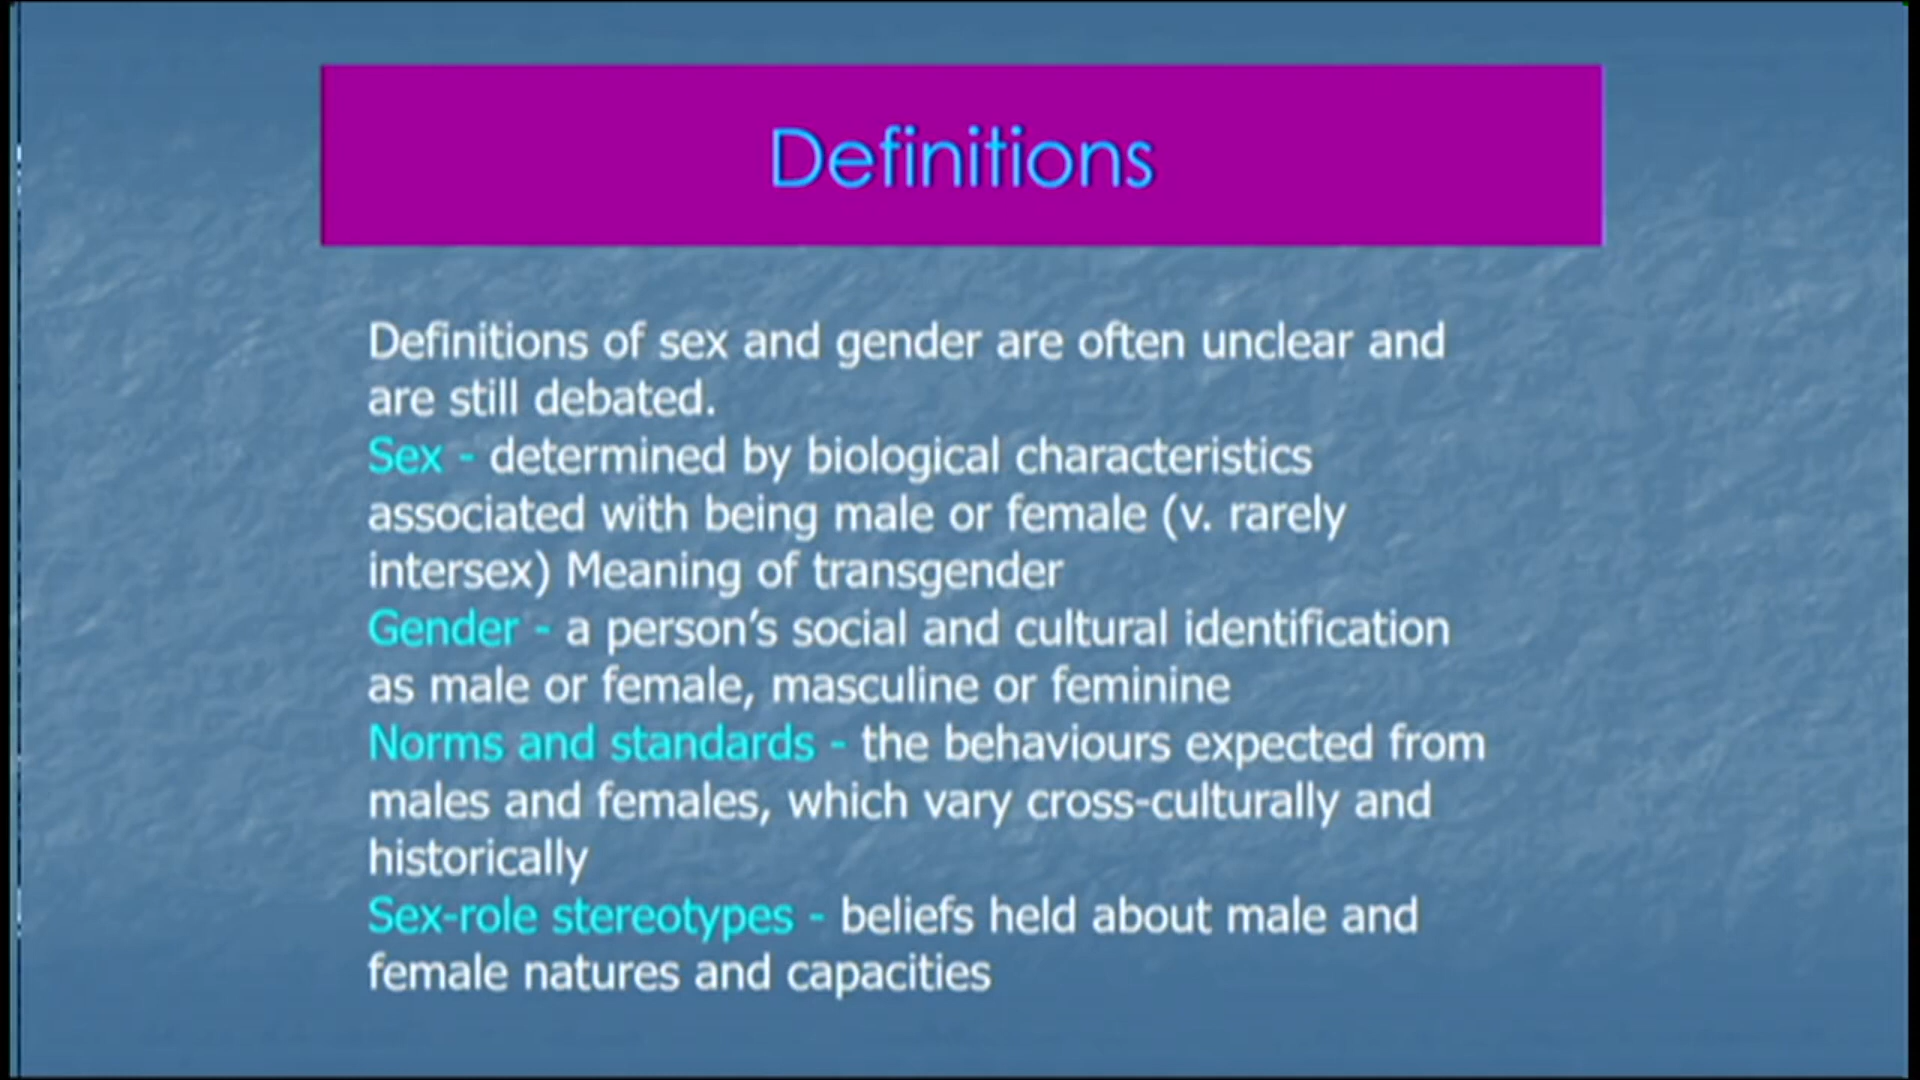 Definitions
Definitions of sex and gender are often unclear and
are still debated.
Sex - determined by biological characteristics
associated with being male or female (v. rarely
intersex) Meaning of transgender
Gender - a person’s social and cultural identification
as male or female, masculine or feminine
Norms and standards - the behaviours expected from
males and females, which vary cross-culturally and
historically
Sex-role stereotypes - beliefs held about male and
female natures and capacities